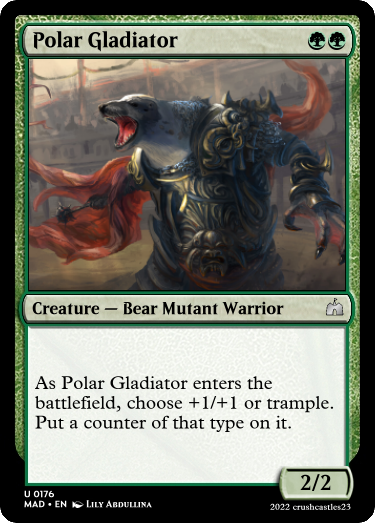 Polar Gladiator
Creature — Bear Mutant Warrior
As Polar Gladiator enters the
battlefield, choose +1/+1 or trample.
Put a counter of that type on it.
2/2
U 0176
MAD • EN Lily Abdullina
2022 crushcastles23